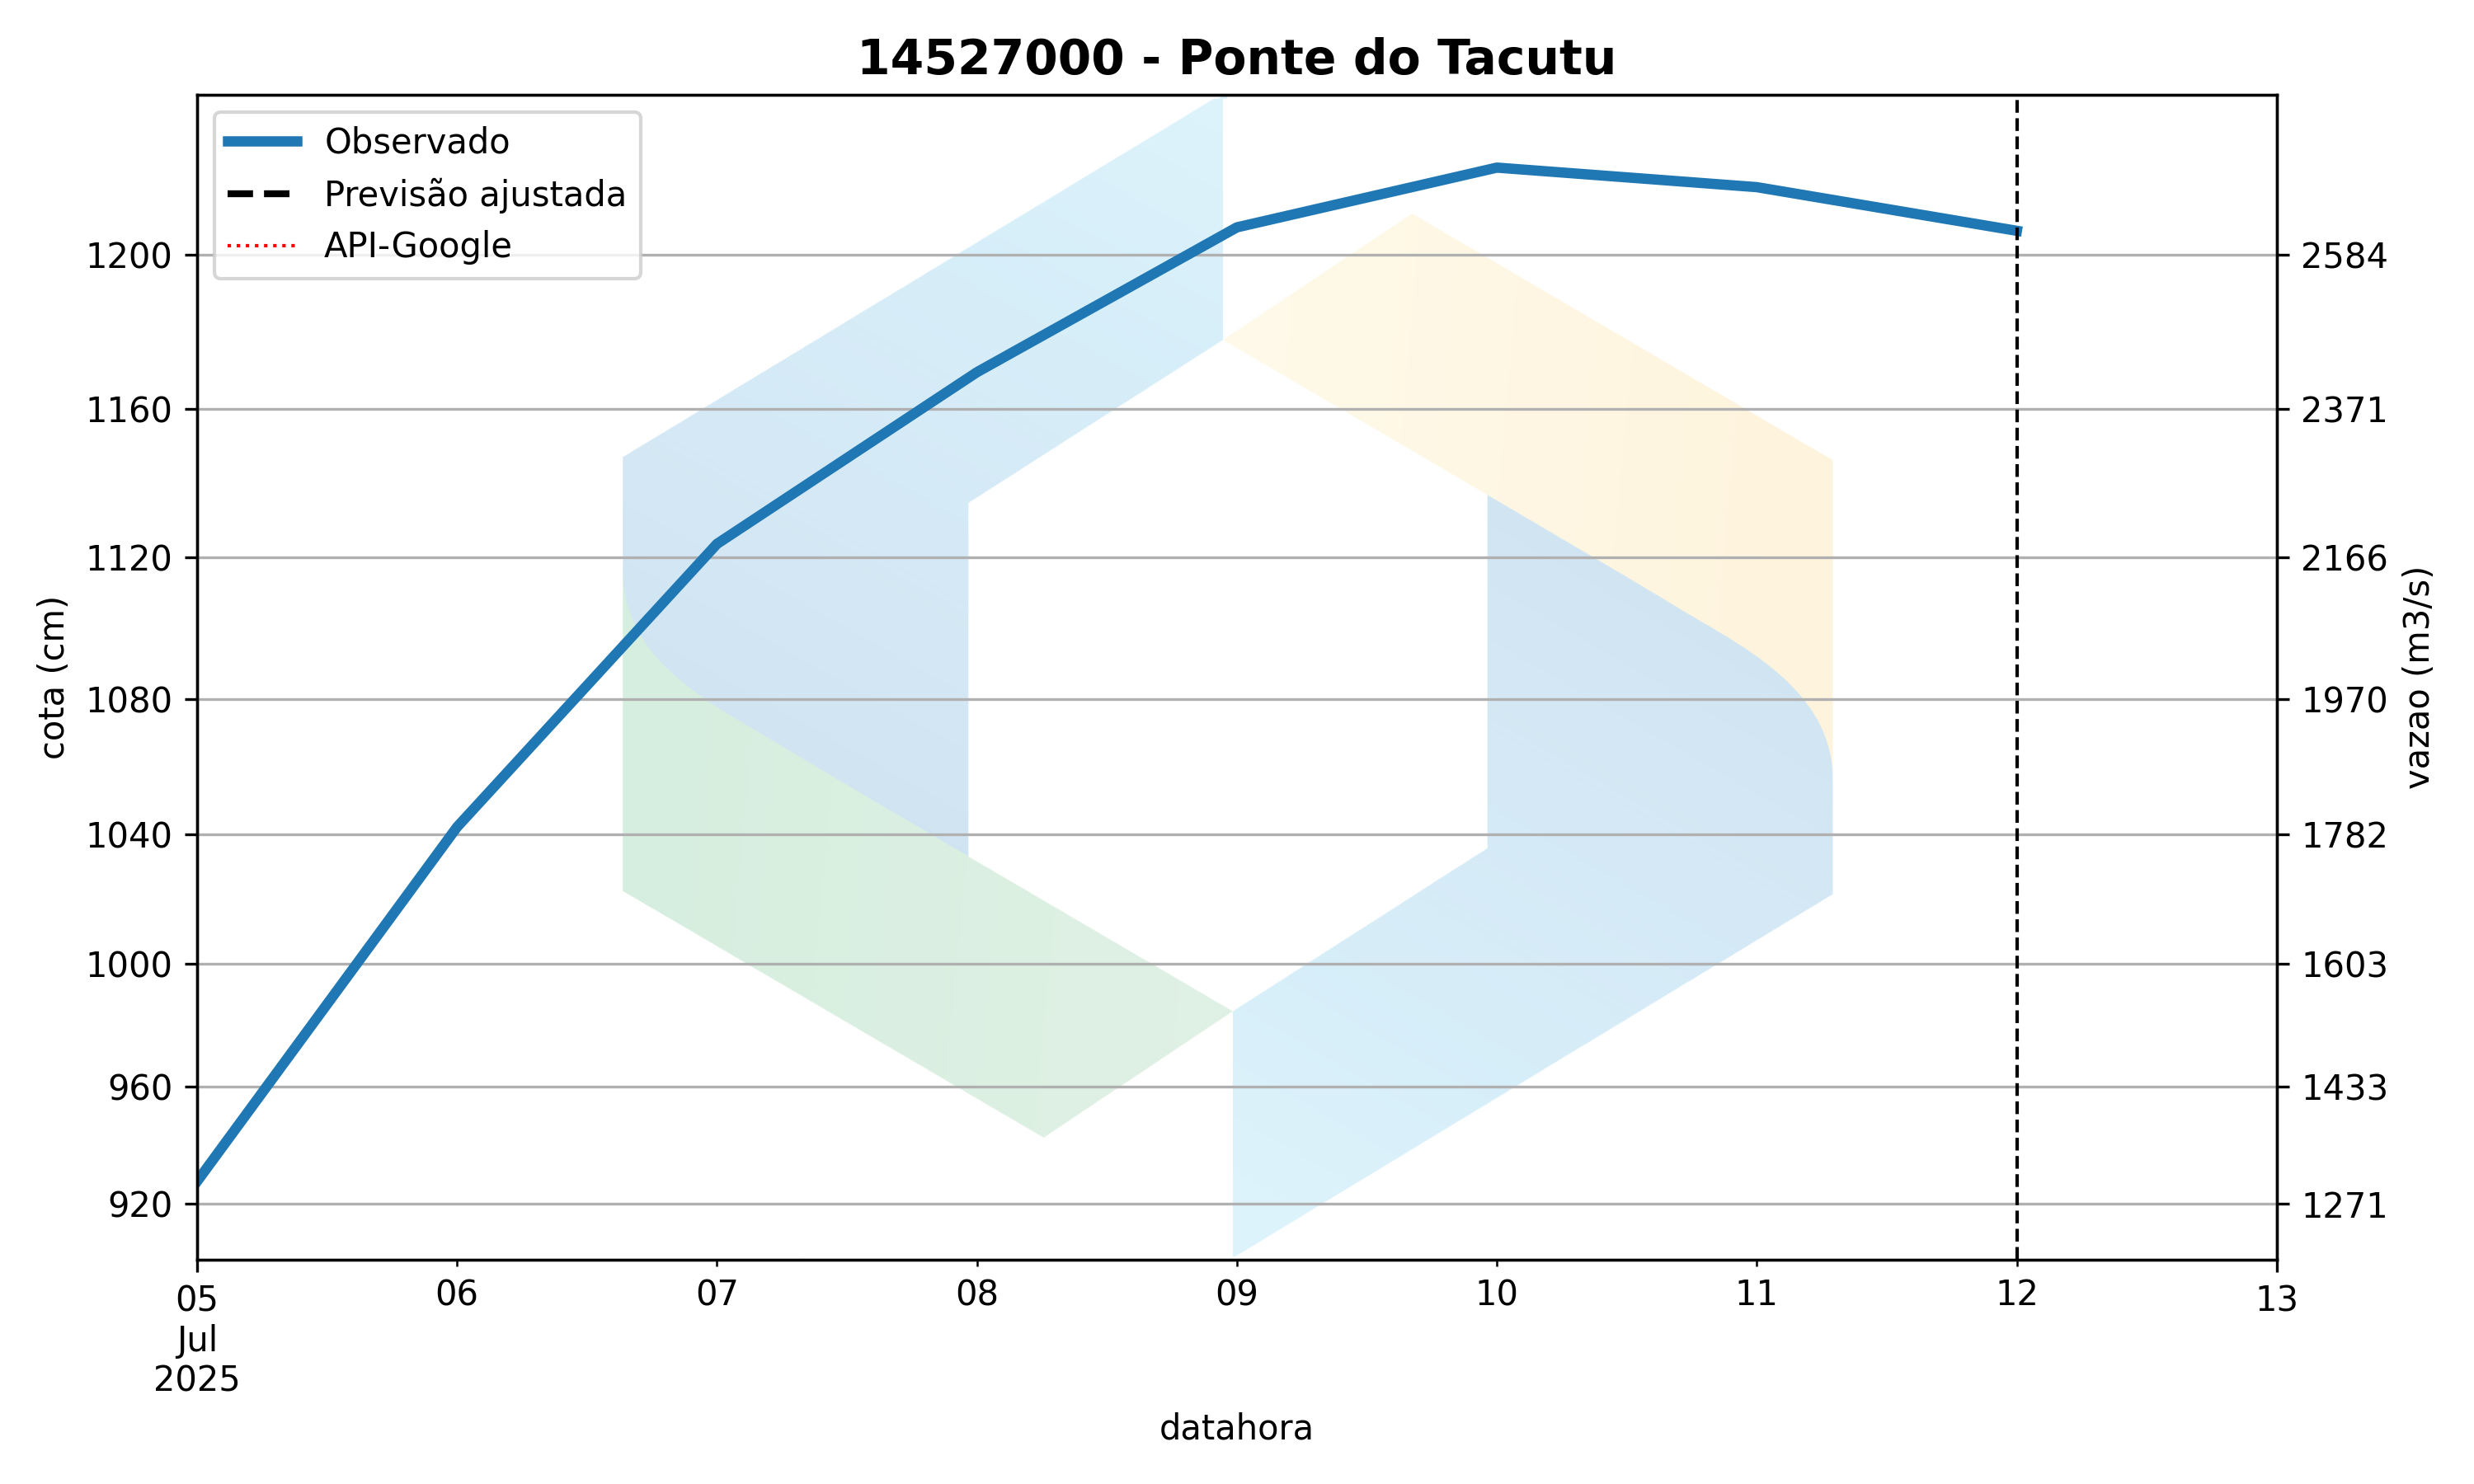 14527000 - Ponte do Tacutu
Observado
Previsão ajustada
API-Google
cota (cm)
1200
1160
1120
1080
1040
1000
960
920
2584
2371
2166
1970
1782
1603
1433
1271
vazao (m3/s)
05 06 07 08 09 10 11 12 13
Jul
2025
datahora